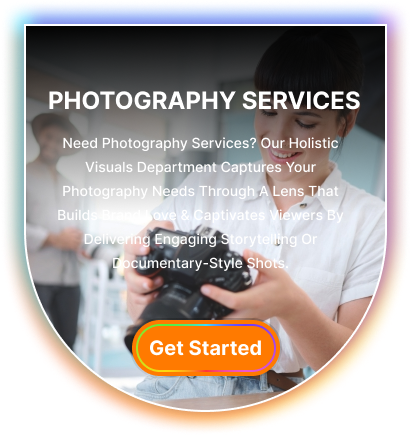 PHOTOGRAPHY SERVICES
Need Photography Services? Our Holistic
Visuals Department Captures Your
Photography Needs Through A Lens That
Builds Brand Love & Captivates Viewers By
Delivering Engaging Storytelling Or
Documentary-Style Shots.
Get Started